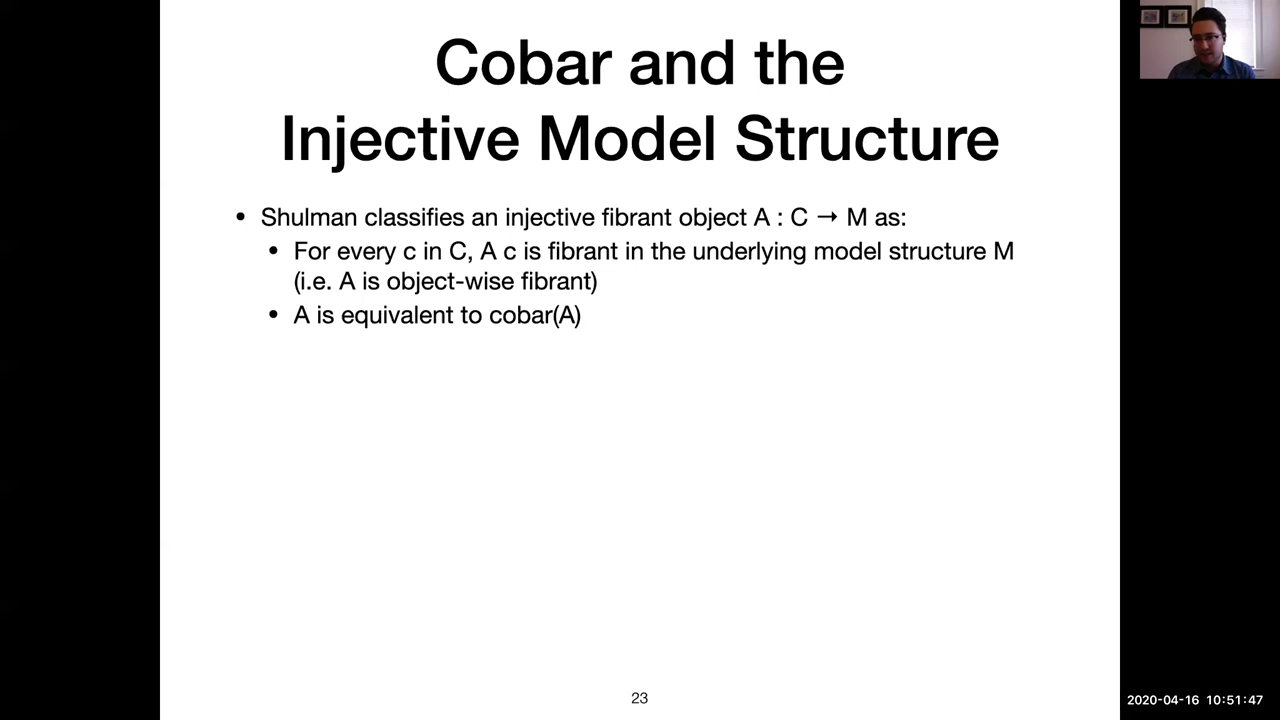 Cobar and the
Injective Model Structure
• Shulman classifies an injective fibrant object A : C → M as:
• For every c in C, A c is fibrant in the underlying model structure M
(i.e. A is object-wise fibrant)
• A is equivalent to cobar(A)
23
2020-04-16 10:51:47